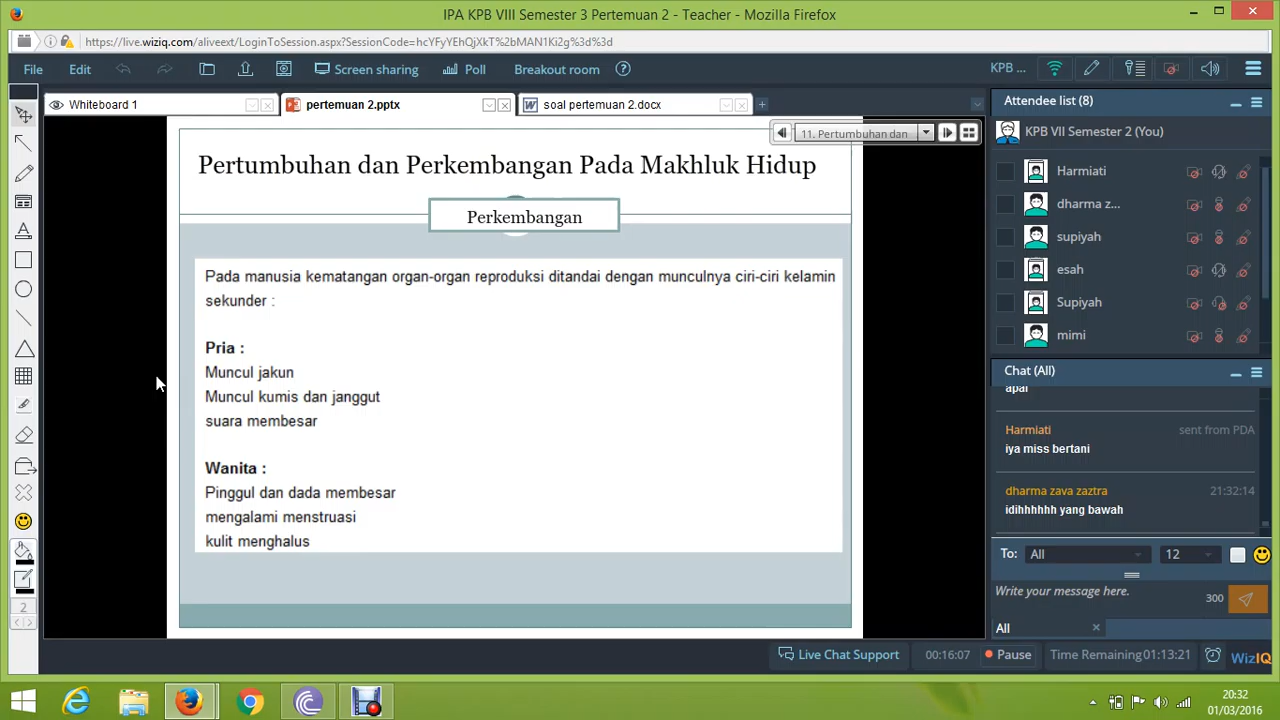 IPA KPB VIII Semester 3 Pertemuan 2 - Teacher - Mozilla Firefox
https://live.wiziq.com/aliveext/LoginToSession.aspx?SessionCode=hcYFyYEhQjXkT%2bMAN1Ki2g%3d%3d
File Edit Screen sharing Poll Breakout room ? KPB ...
Whiteboard 1
pertemuan 2.pptx
soal pertemuan 2.docx
11. Pertumbuhan dan
Pertumbuhan dan Perkembangan Pada Makhluk Hidup
Perkembangan
Pada manusia kematangan organ-organ reproduksi ditandai dengan munculnya ciri-ciri kelamin
sekunder :
Pria :
Muncul jakun
Muncul kumis dan janggut
suara membesar
Wanita :
Pinggul dan dada membesar
mengalami menstruasi
kulit menghalus
2
Attendee list (8)
KPB VII Semester 2 (You)
Harmiati
dharma z...
supiyah
esah
Supiyah
mimi
Chat (All)
apai
Harmiati sent from PDA
iya miss bertani
dharma zava zaztra 21:32:14
idihhhhhh yang bawah
To: All 12
Write your message here. 300
All
Live Chat Support 00:16:07 Pause Time Remaining01:13:21 WizIQ
20:32
01/03/2016